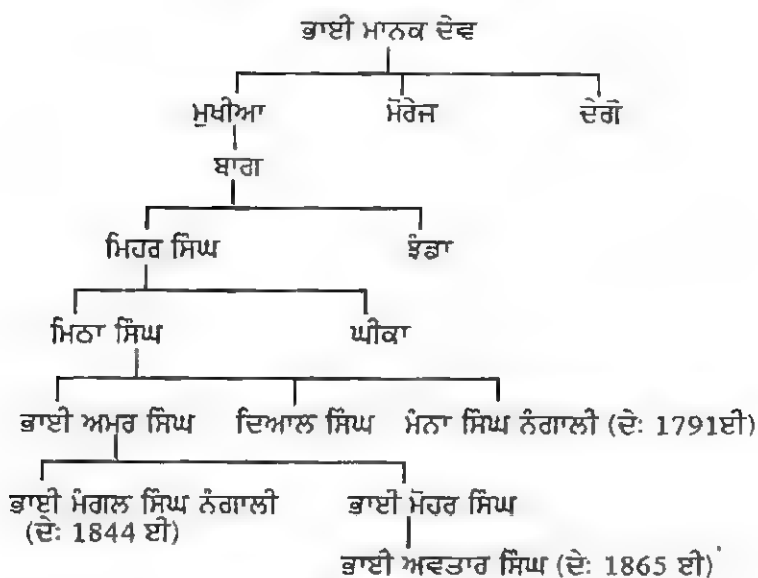 ਭਾਈ ਮਾਨਕ ਦੇਵ
ਮੁਖੀਆ ਮੋਰੇਜ ਦੇਗੋ
ਬਾਗ
ਮਿਹਰ ਸਿੰਘ ਝੰਡਾ
ਮਿਠਾ ਸਿੰਘ ਘੀਕਾ
ਭਾਈ ਅਮਰ ਸਿੰਘ ਦਿਆਲ ਸਿੰਘ ਮੰਨਾ ਸਿੰਘ ਨੰਗਾਲੀ (ਦੇ: 1791ਈ)
ਭਾਈ ਮੰਗਲ ਸਿੰਘ ਨੰਗਾਲੀ ਭਾਈ ਮੋਹਰ ਸਿੰਘ
(ਦੇ: 1844 ਈ)
ਭਾਈ ਅਵਤਾਰ ਸਿੰਘ (ਦੇ: 1865 ਈ)